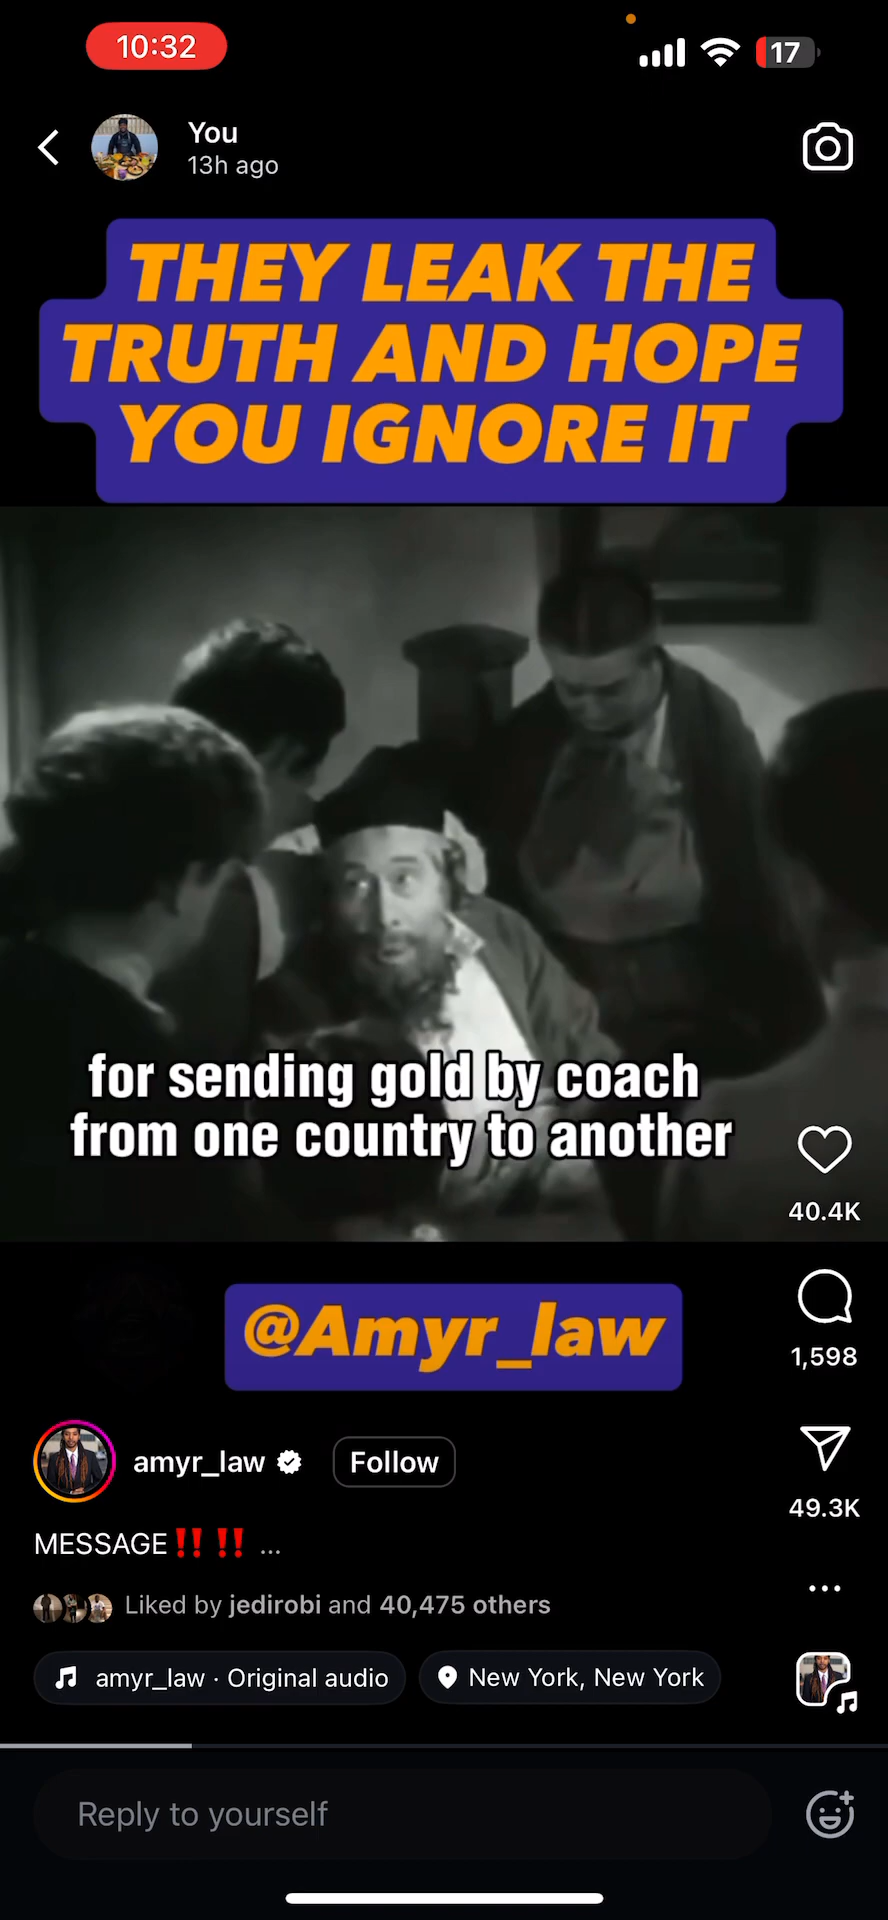 10:32
17
You
13h ago
THEY LEAK THE
TRUTH AND HOPE
YOU IGNORE IT
for sending gold by coach
from one country to another
40.4K
@Amyr_law
1,598
amyr_law
Follow
49.3K
MESSAGE‼️ ‼️ ...
Liked by jedirobi and 40,475 others
amyr_law · Original audio
New York, New York
Reply to yourself